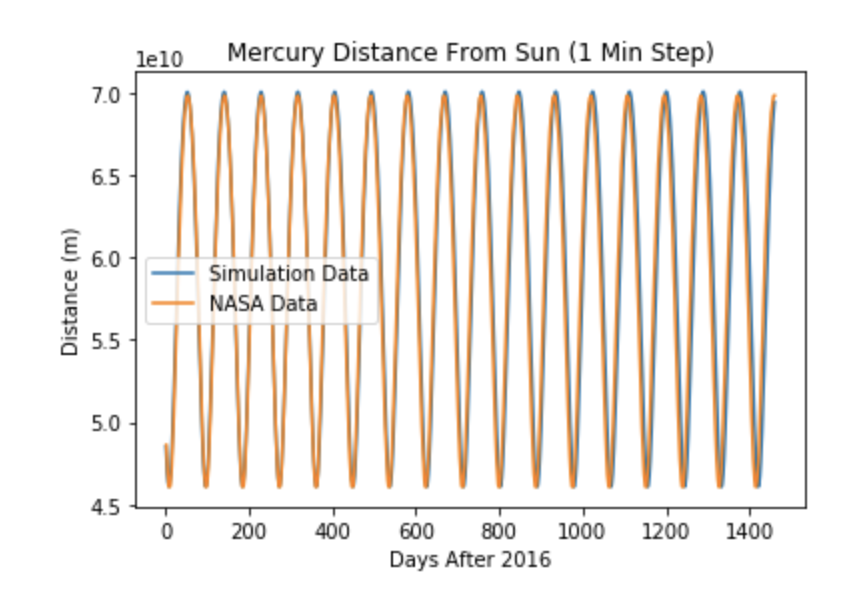 1e10
Mercury Distance From Sun (1 Min Step)
7.0
6.5
6.0
5.5
5.0
4.5
Distance (m)
Simulation Data
NASA Data
0 200 400 600 800 1000 1200 1400
Days After 2016